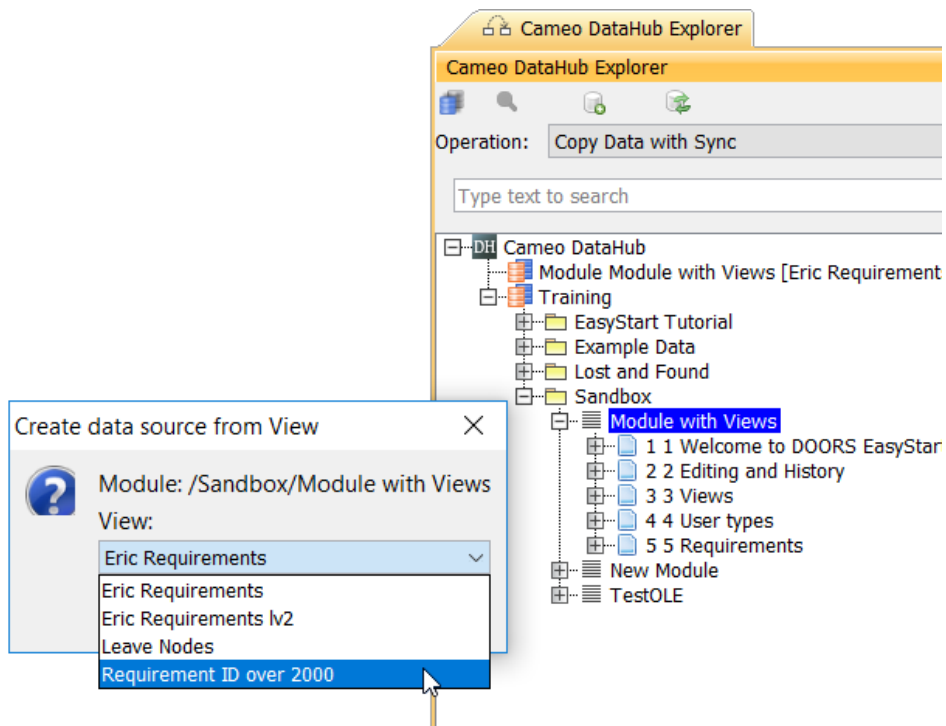 Cameo DataHub Explorer
Cameo DataHub Explorer
Operation: Copy Data with Sync
Type text to search
DH Cameo DataHub
Module Module with Views [Eric Requirements
Training
EasyStart Tutorial
Example Data
Lost and Found
Sandbox
Module with Views
1 1 Welcome to DOORS EasyStart
2 2 Editing and History
3 3 Views
4 4 User types
5 5 Requirements
New Module
TestOLE
Create data source from View
Module: /Sandbox/Module with Views
View:
Eric Requirements
Eric Requirements
Eric Requirements lv2
Leave Nodes
Requirement ID over 2000